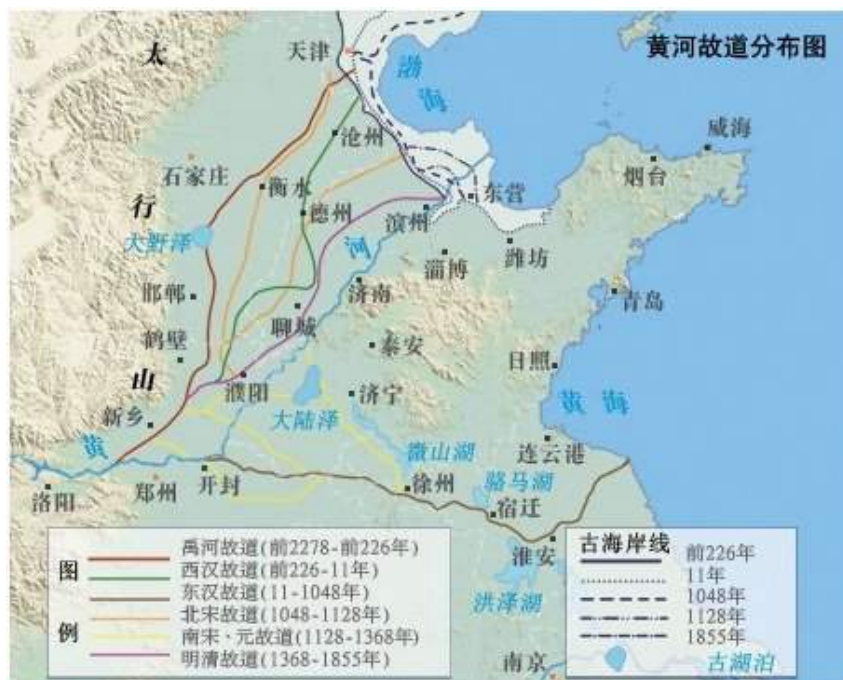 黄河故道分布图
天津
渤海
太行山
沧州
石家庄
衡水
德州
滨州
东营
威海
烟台
大野泽
河
淄博
潍坊
邯郸
济南
青岛
聊城
鹤壁
泰安
日照
濮阳
济宁
新乡
大陆泽
黄海
黄
微山湖
连云港
洛阳
郑州
开封
徐州
骆马湖
宿迁
淮安
洪泽湖
南京
图例
禹河故道(前2278-前226年)
西汉故道(前226-11年)
东汉故道(11-1048年)
北宋故道(1048-1128年)
南宋、元故道(1128-1368年)
明清故道(1368-1855年)
古海岸线
前226年
11年
1048年
1128年
1855年
古湖泊